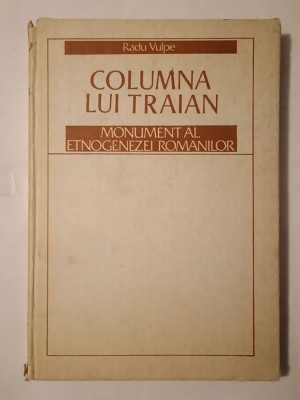 Radu Vulpe
COLUMNA
LUI TRAIAN
MONUMENT AL
ETNOGENEZEI ROMANILOR